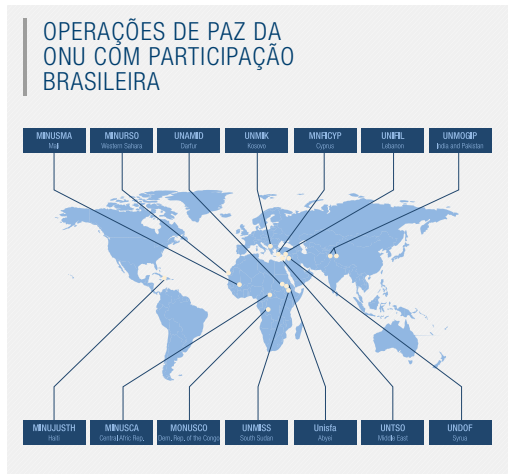 OPERAÇÕES DE PAZ DA
ONU COM PARTICIPAÇÃO
BRASILEIRA
MINUSMA
Mali
MINURSO
Western Sahara
UNAMID
Darfur
UNMIK
Kosovo
MNFICYP
Cyprus
UNIFIL
Lebanon
UNMOGIP
India and Pakistan
MINUJUSTH
Haiti
MINUSCA
Central Afric Rep.
MONUSCO
Dem. Rep. of the Congo
UNMISS
South Sudan
Unisfa
Abyei
UNTSO
Middle East
UNDOF
Syrua